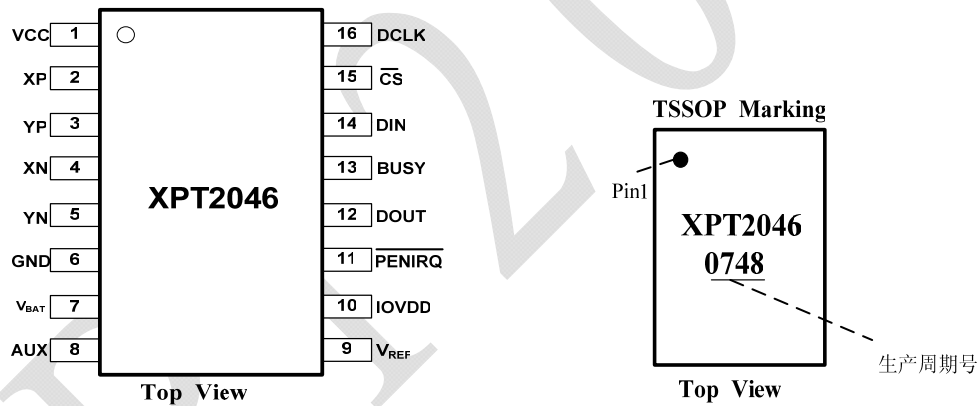 VCC 1 16 DCLK
XP 2 15 C̅S̅
YP 3 14 DIN
XN 4 13 BUSY
YN 5 12 DOUT
GND 6 11 P̅E̅N̅I̅R̅Q̅
VBAT 7 10 IOVDD
AUX 8 9 VREF
XPT2046
Top View
TSSOP Marking
Pin1
XPT2046
0748
生产周期号
Top View